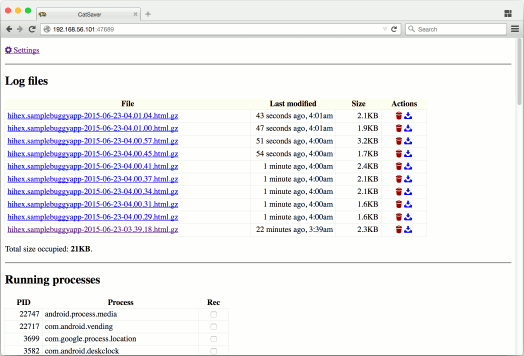 CatSaver
192.168.56.101:47689
Search
Settings
Log files
File Last modified Size Actions
hihex.samplebuggyapp-2015-06-23-04.01.04.html.gz 43 seconds ago, 4:01am 2.1KB
hihex.samplebuggyapp-2015-06-23-04.01.00.html.gz 47 seconds ago, 4:01am 1.9KB
hihex.samplebuggyapp-2015-06-23-04.00.57.html.gz 51 seconds ago, 4:00am 3.2KB
hihex.samplebuggyapp-2015-06-23-04.00.45.html.gz 54 seconds ago, 4:00am 1.7KB
hihex.samplebuggyapp-2015-06-23-04.00.41.html.gz 1 minute ago, 4:00am 2.4KB
hihex.samplebuggyapp-2015-06-23-04.00.37.html.gz 1 minute ago, 4:00am 2.1KB
hihex.samplebuggyapp-2015-06-23-04.00.34.html.gz 1 minute ago, 4:00am 2.1KB
hihex.samplebuggyapp-2015-06-23-04.00.31.html.gz 1 minute ago, 4:00am 1.6KB
hihex.samplebuggyapp-2015-06-23-04.00.29.html.gz 1 minute ago, 4:00am 1.6KB
hihex.samplebuggyapp-2015-06-23-03.39.18.html.gz 22 minutes ago, 3:39am 2.3KB
Total size occupied: 21KB.
Running processes
PID Process Rec
22747 android.process.media
22717 com.android.vending
3699 com.google.process.location
3582 com.android.deskclock